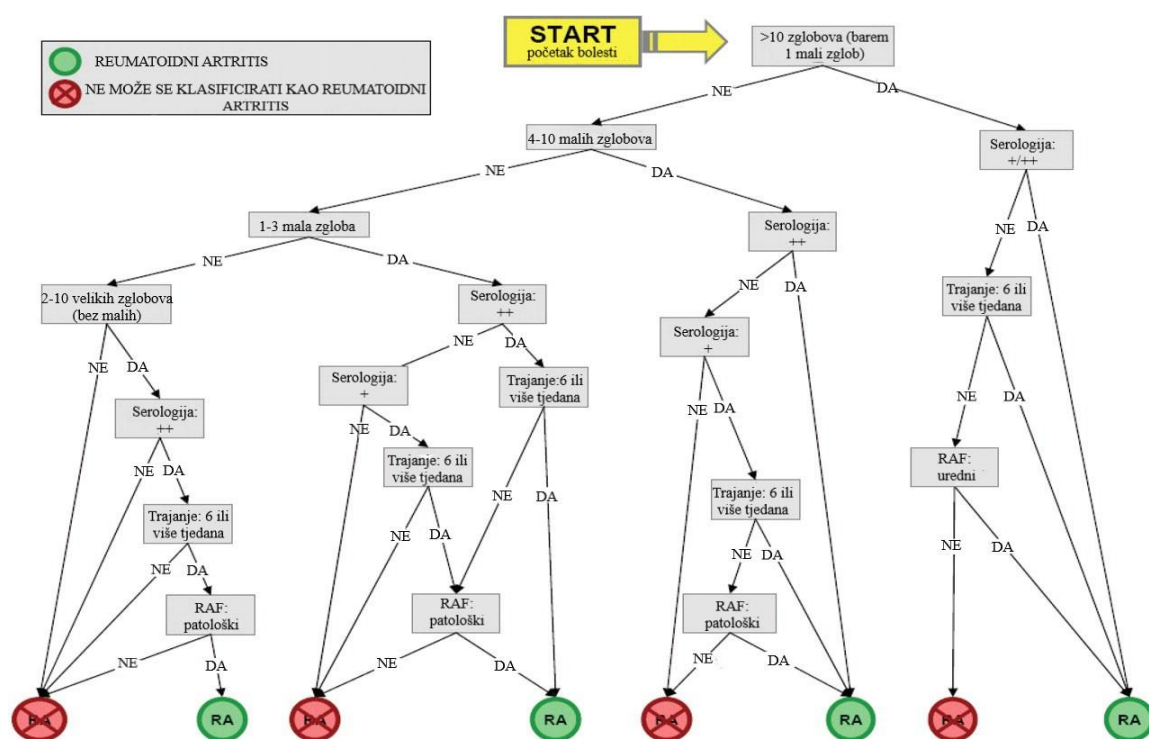 START
početak bolesti
>10 zglobova (barem
1 mali zglob)
REUMATOIDNI ARTRITIS
NE MOŽE SE KLASIFICIRATI KAO REUMATOIDNI
ARTRITIS
NE
DA
4-10 malih zglobova
Serologija:
+/++
NE
DA
1-3 mala zgloba
Serologija:
++
NE
DA
NE
DA
NE
DA
2-10 velikih zglobova
(bez malih)
Serologija:
++
Serologija:
+
Trajanje: 6 ili
više tjedana
NE
DA
NE
DA
Serologija:
+
Trajanje:6 ili
više tjedana
NE
DA
NE
DA
Serologija:
++
NE
DA
Trajanje: 6 ili
više tjedana
RAF:
uredni
NE
DA
Trajanje: 6 ili
više tjedana
NE
DA
Trajanje: 6 ili
više tjedana
NE
DA
NE
DA
NE
DA
RAF:
patološki
RAF:
patološki
RAF:
patološki
NE
DA
NE
DA
NE
DA
NE
DA
RA
RA
RA
RA
RA
RA
RA
RA